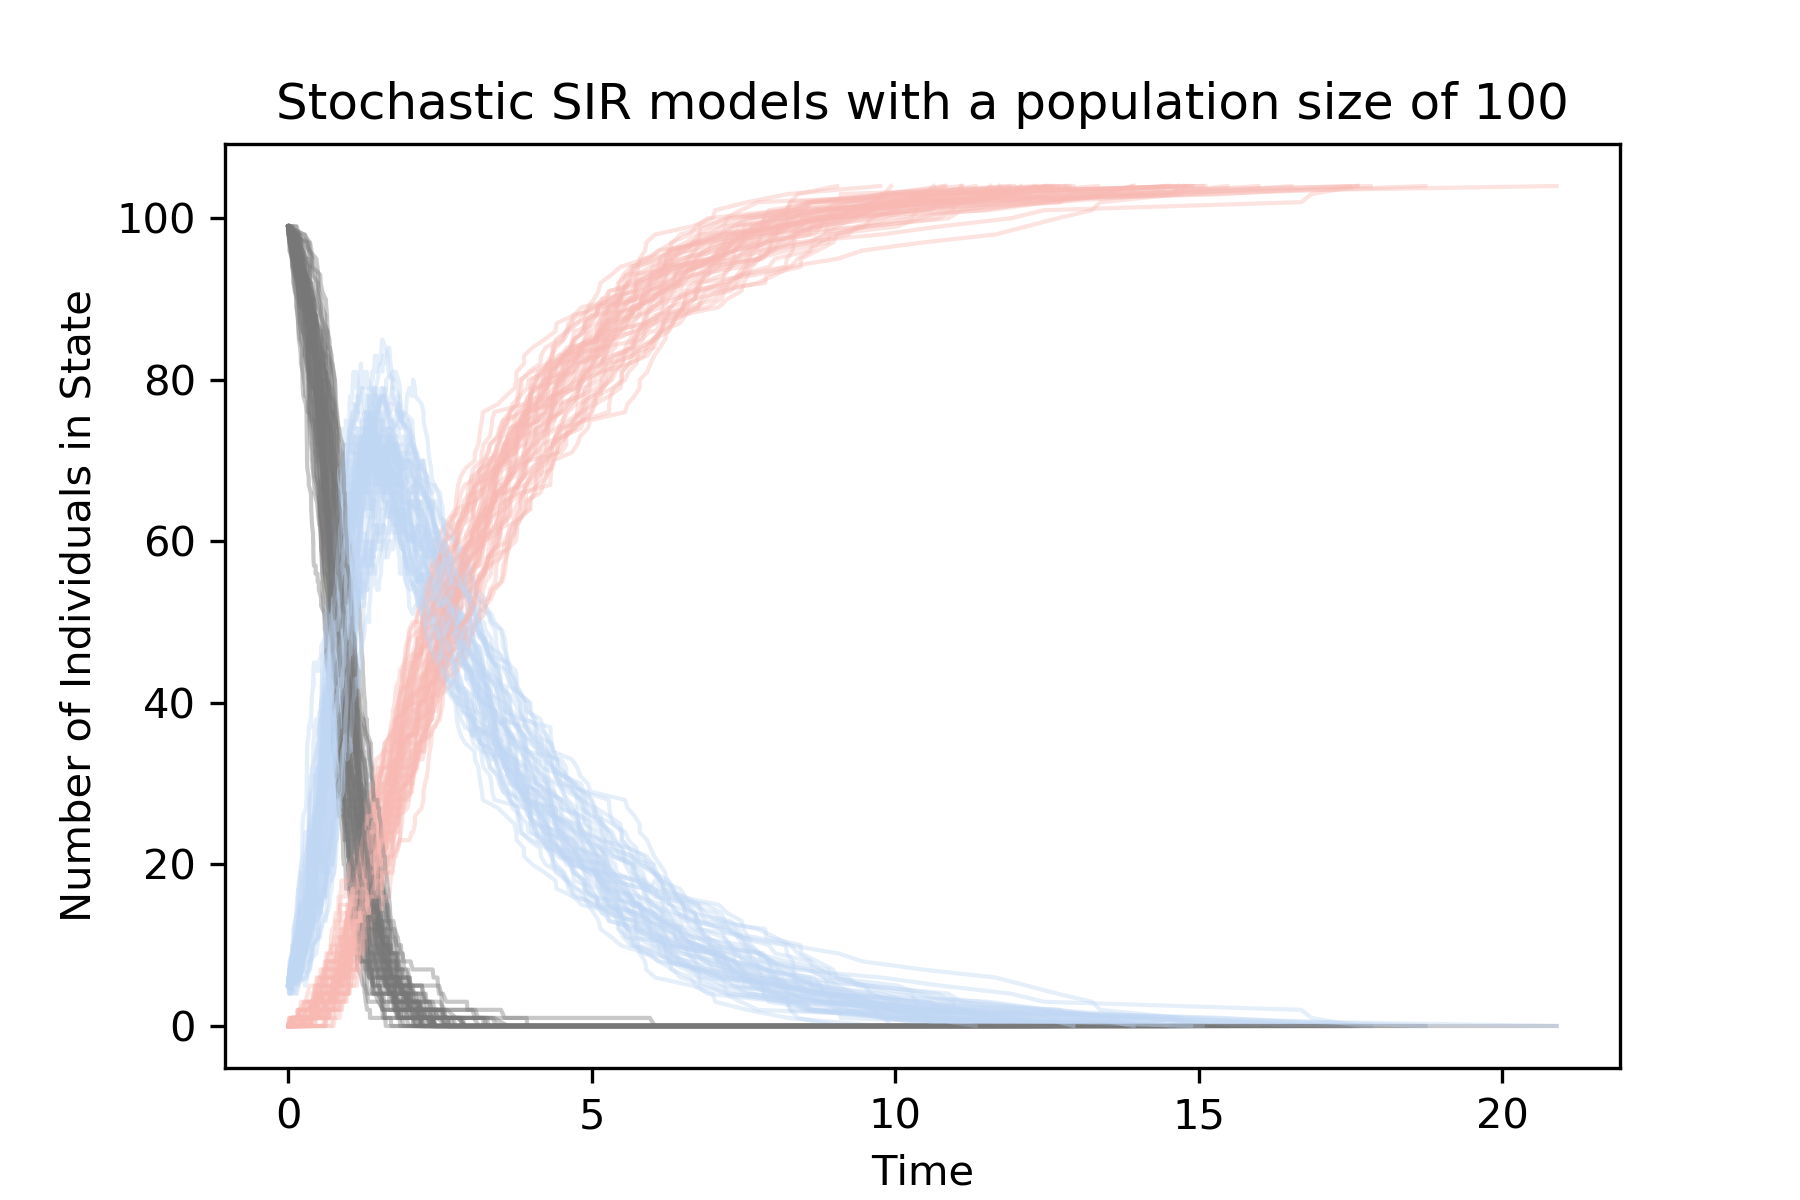 Stochastic SIR models with a population size of 100
Number of Individuals in State
100
80
60
40
20
0
0 5 10 15 20
Time